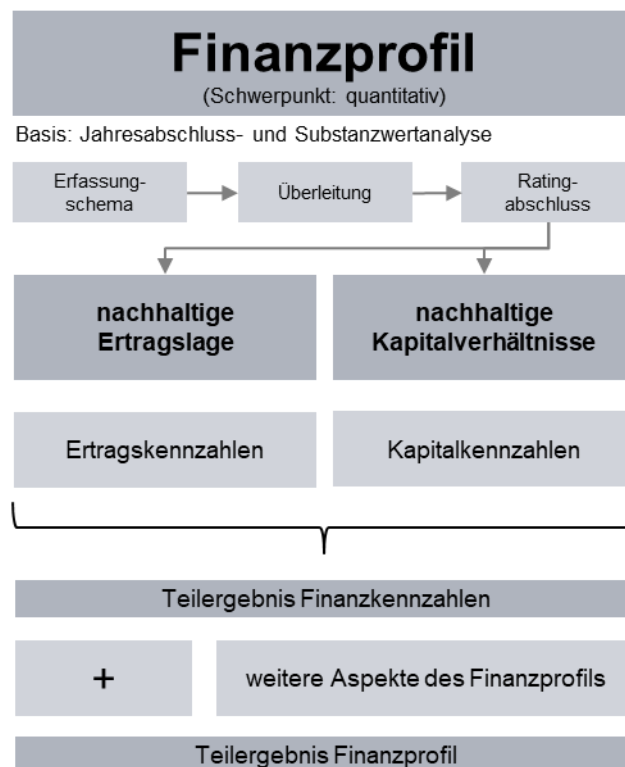 Finanzprofil
(Schwerpunkt: quantitativ)
Basis: Jahresabschluss- und Substanzwertanalyse
Erfassung-
schema
Überleitung
Rating-
abschluss
nachhaltige
Ertragslage
nachhaltige
Kapitalverhältnisse
Ertragskennzahlen
Kapitalkennzahlen
Teilergebnis Finanzkennzahlen
+
weitere Aspekte des Finanzprofils
Teilergebnis Finanzprofil